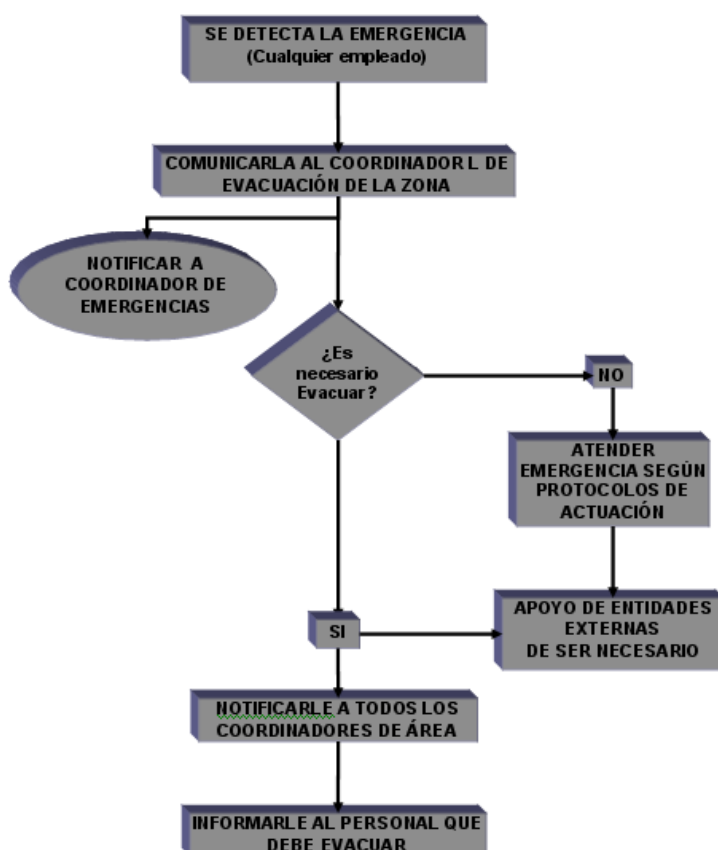 SE DETECTA LA EMERGENCIA
(Cualquier empleado)
COMUNICARLA AL COORDINADOR L DE
EVACUACIÓN DE LA ZONA
NOTIFICAR A
COORDINADOR DE
EMERGENCIAS
¿Es
necesario
Evacuar?
NO
ATENDER
EMERGENCIA SEGÚN
PROTOCOLOS DE
ACTUACIÓN
SI
APOYO DE ENTIDADES
EXTERNAS
DE SER NECESARIO
NOTIFICARLE A TODOS LOS
COORDINADORES DE ÁREA
INFORMARLE AL PERSONAL QUE
DEBE EVACUAR